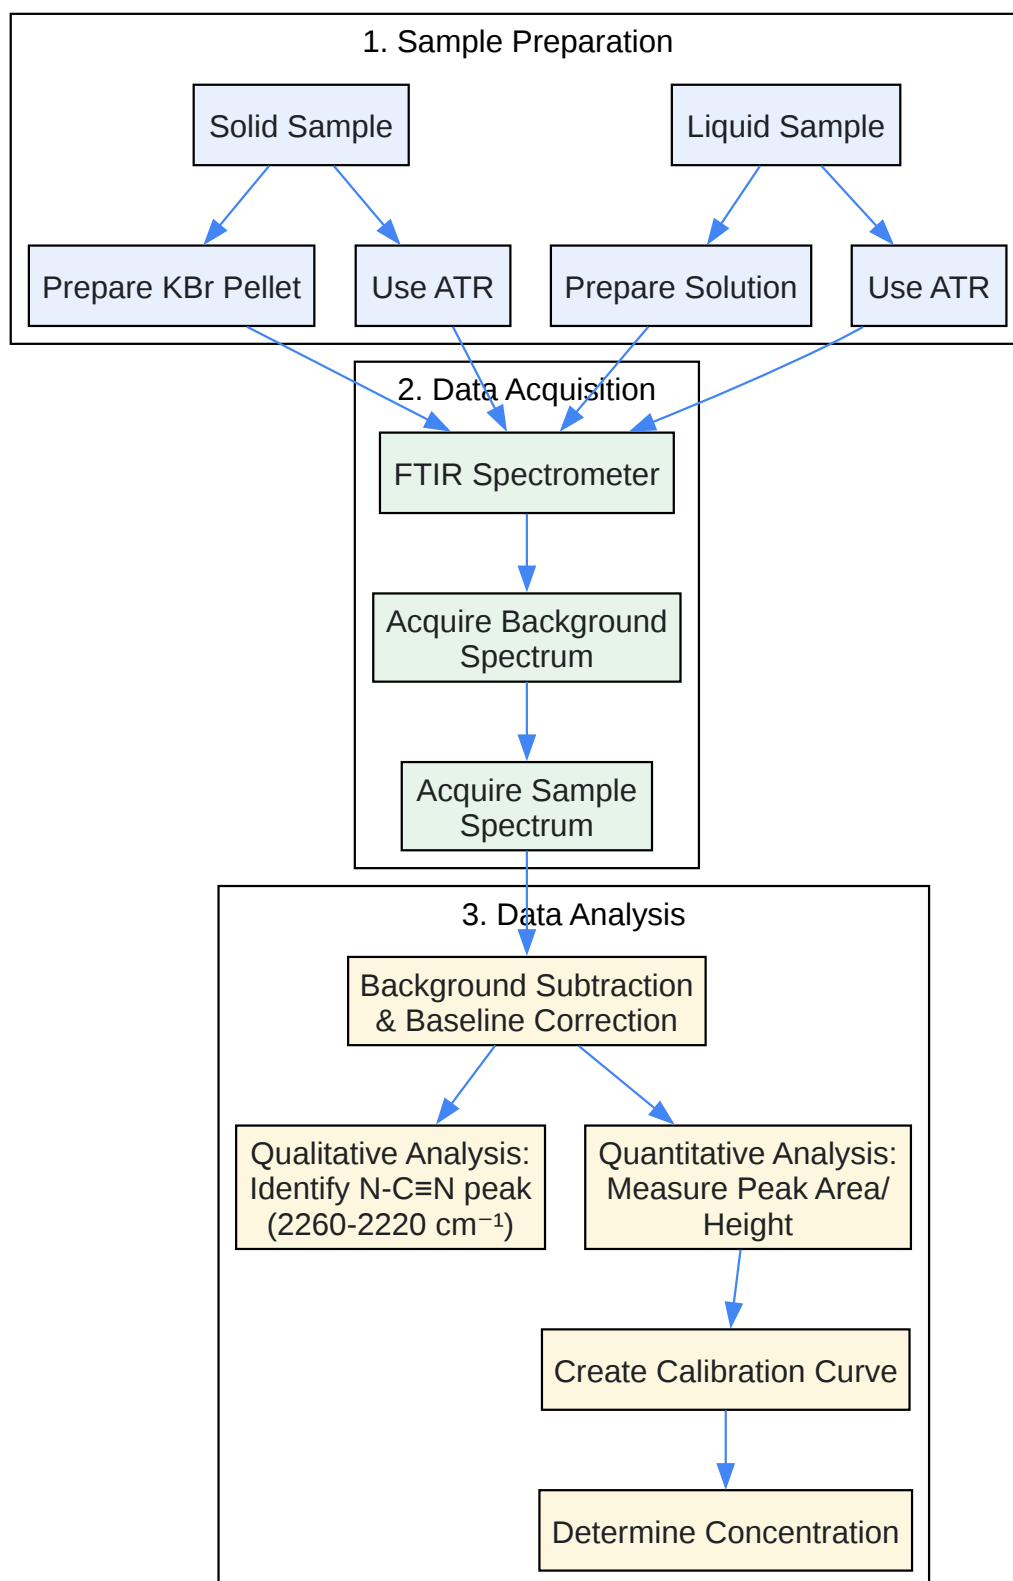 1. Sample Preparation
Solid Sample
Liquid Sample
Prepare KBr Pellet
Use ATR
Prepare Solution
Use ATR
2. Data Acquisition
FTIR Spectrometer
Acquire Background
Spectrum
Acquire Sample
Spectrum
3. Data Analysis
Background Subtraction
& Baseline Correction
Qualitative Analysis:
Identify N-C≡N peak
(2260-2220 cm⁻¹)
Quantitative Analysis:
Measure Peak Area/
Height
Create Calibration Curve
Determine Concentration